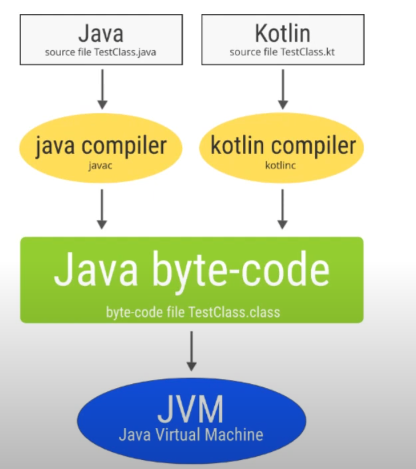 Java
source file TestClass.java
Kotlin
source file TestClass.kt
java compiler
javac
kotlin compiler
kotlinc
Java byte-code
byte-code file TestClass.class
JVM
Java Virtual Machine